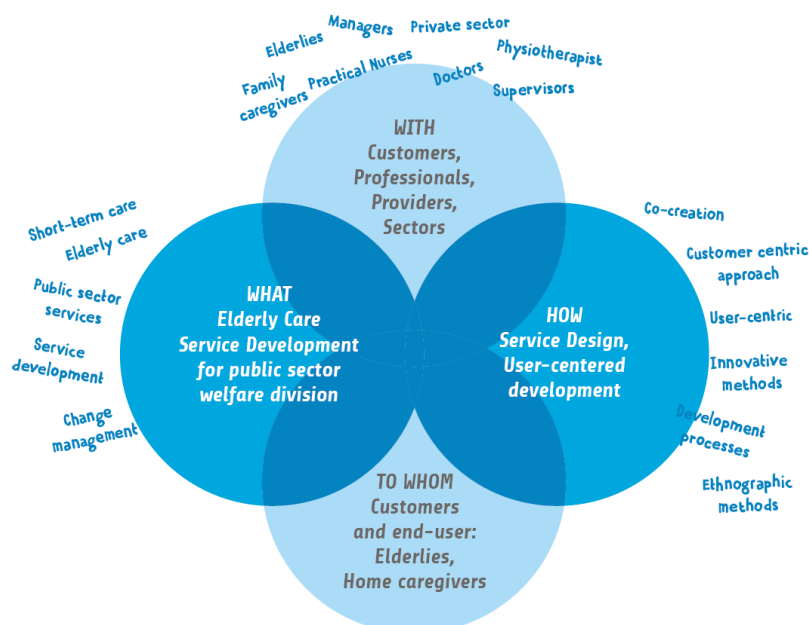 Managers
Private sector
Elderlies
Physiotherapist
Family
caregivers
Practical Nurses
Doctors
Supervisors
WITH
Customers,
Professionals,
Providers,
Sectors
Short-term care
Elderly care
Public sector
services
Service
development
Change
management
WHAT
Elderly Care
Service Development
for public sector
welfare division
HOW
Service Design,
User-centered
development
Co-creation
Customer centric
approach
User-centric
Innovative
methods
Development
processes
Ethnographic
methods
TO WHOM
Customers
and end-user:
Elderlies,
Home caregivers